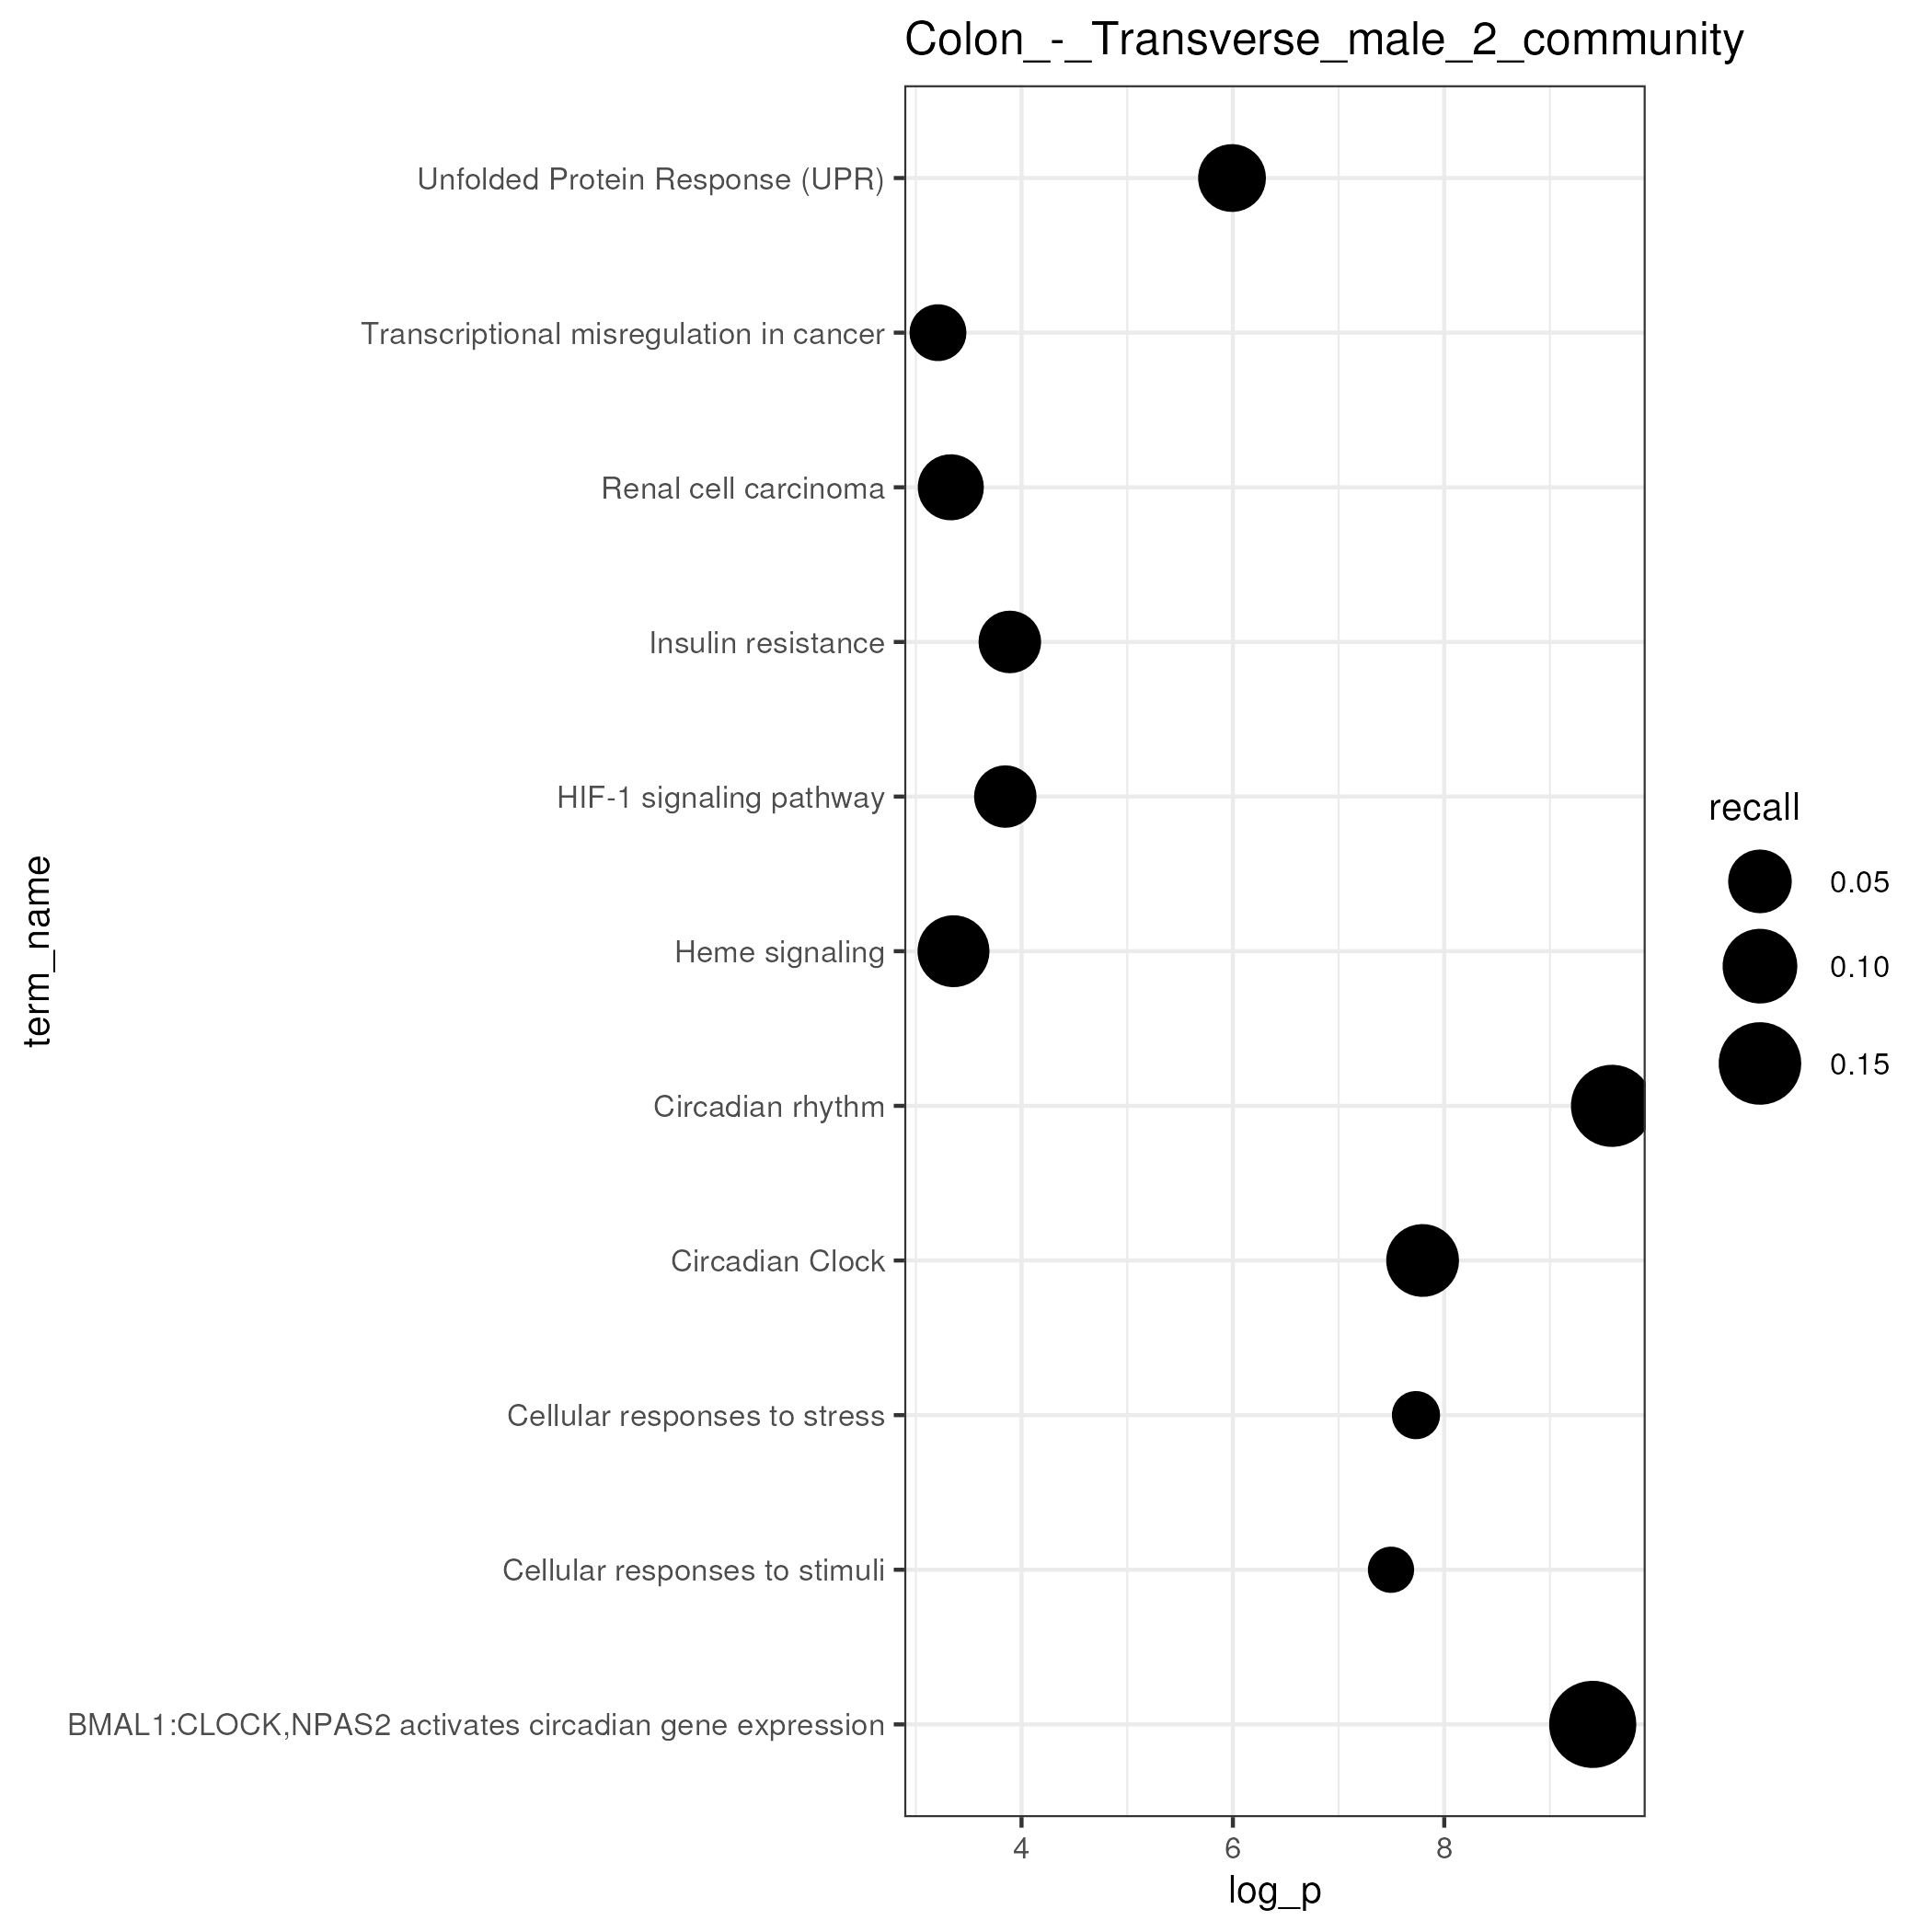 Colon_-_Transverse_male_2_community
Unfolded Protein Response (UPR)
Transcriptional misregulation in cancer
Renal cell carcinoma
Insulin resistance
HIF-1 signaling pathway
Heme signaling
Circadian rhythm
Circadian Clock
Cellular responses to stress
Cellular responses to stimuli
BMAL1:CLOCK,NPAS2 activates circadian gene expression
term_name
4 6 8
log_p
recall
0.05
0.10
0.15